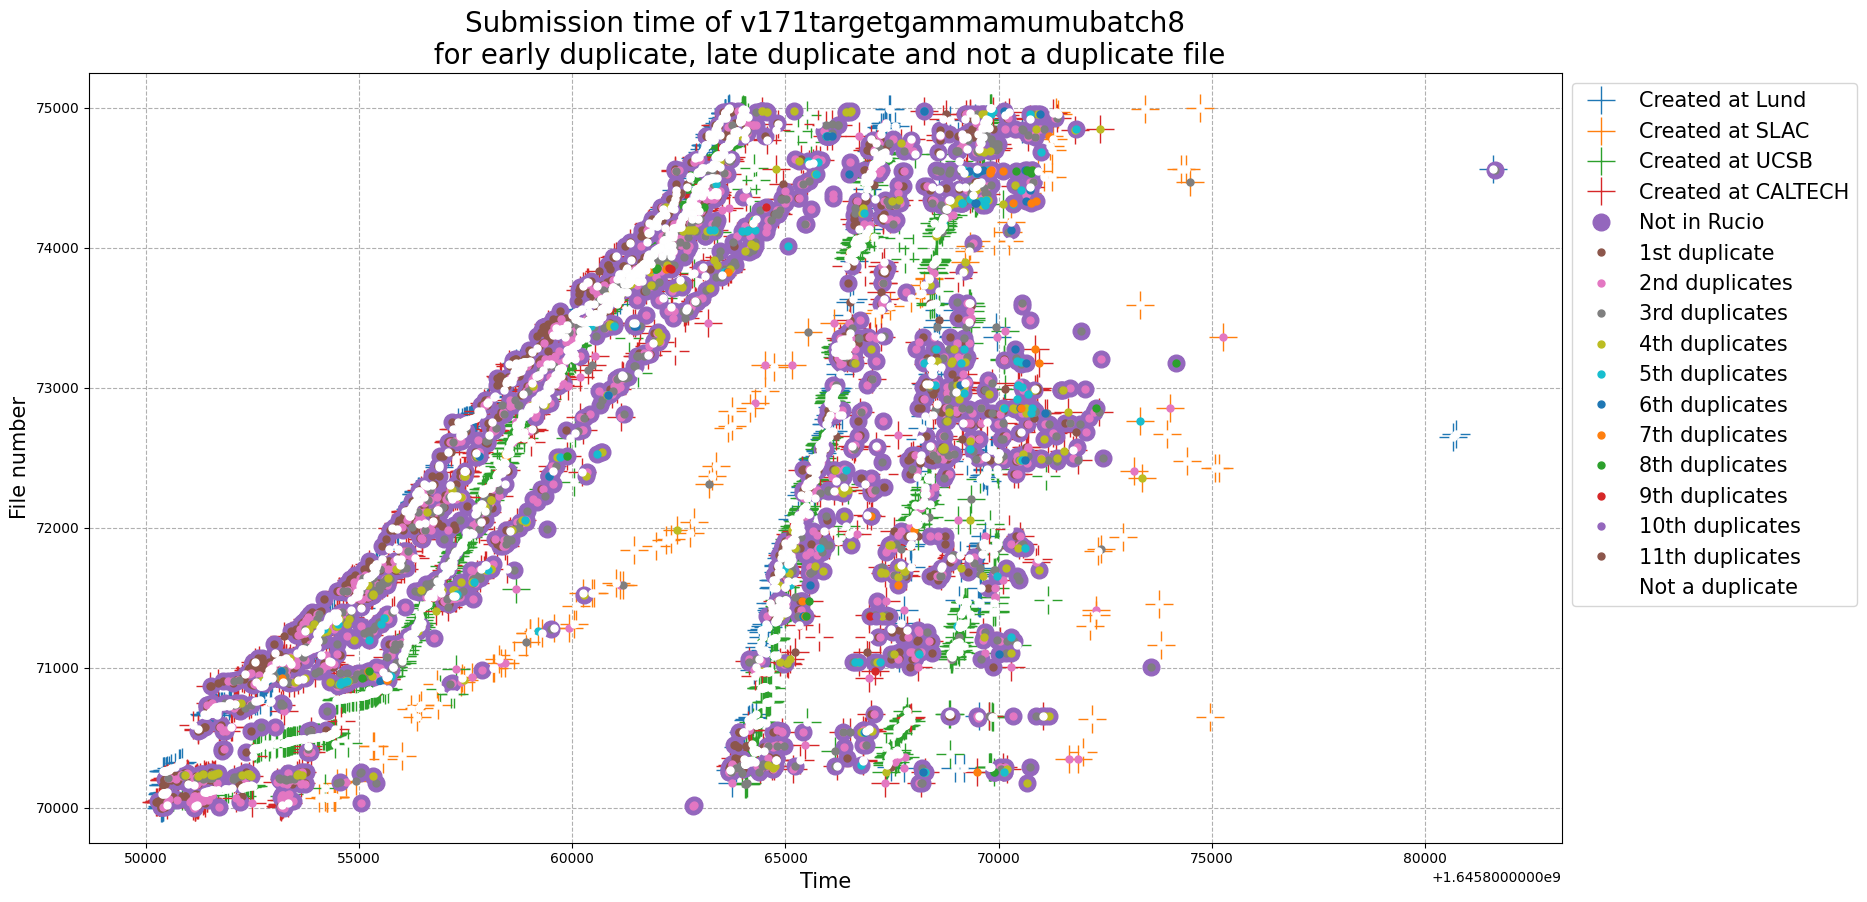 Submission time of v171targetgammamumubatch8
for early duplicate, late duplicate and not a duplicate file
File number
75000
74000
73000
72000
71000
70000
50000
55000
60000
65000
70000
75000
80000
+1.6458000000e9
Time
Created at Lund
Created at SLAC
Created at UCSB
Created at CALTECH
Not in Rucio
1st duplicate
2nd duplicates
3rd duplicates
4th duplicates
5th duplicates
6th duplicates
7th duplicates
8th duplicates
9th duplicates
10th duplicates
11th duplicates
Not a duplicate